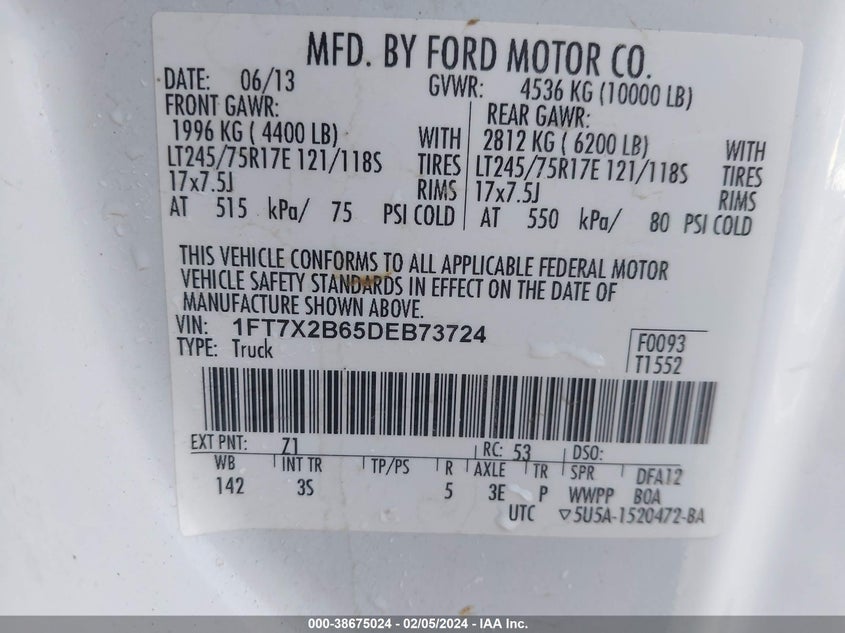 MFD. BY FORD MOTOR CO.
DATE: 06/13 GVWR: 4536 KG (10000 LB)
FRONT GAWR: REAR GAWR:
1996 KG ( 4400 LB) WITH 2812 KG ( 6200 LB) WITH
LT245/75R17E 121/118S TIRES LT245/75R17E 121/118S TIRES
17x7.5J RIMS 17x7.5J RIMS
AT 515 kPa/ 75 PSI COLD AT 550 kPa/ 80 PSI COLD
THIS VEHICLE CONFORMS TO ALL APPLICABLE FEDERAL MOTOR
VEHICLE SAFETY STANDARDS IN EFFECT ON THE DATE OF
MANUFACTURE SHOWN ABOVE.
VIN: 1FT7X2B65DEB73724
TYPE: Truck
F0093
T1552
EXT PNT: Z1 RC: 53 DSO:
WB INT TR TP/PS R AXLE TR SPR DFA12
142 3S 5 3E P WWPP BOA
UTC ▽5U5A-1520472-BA
000-38675024 - 02/05/2024 - IAA Inc.